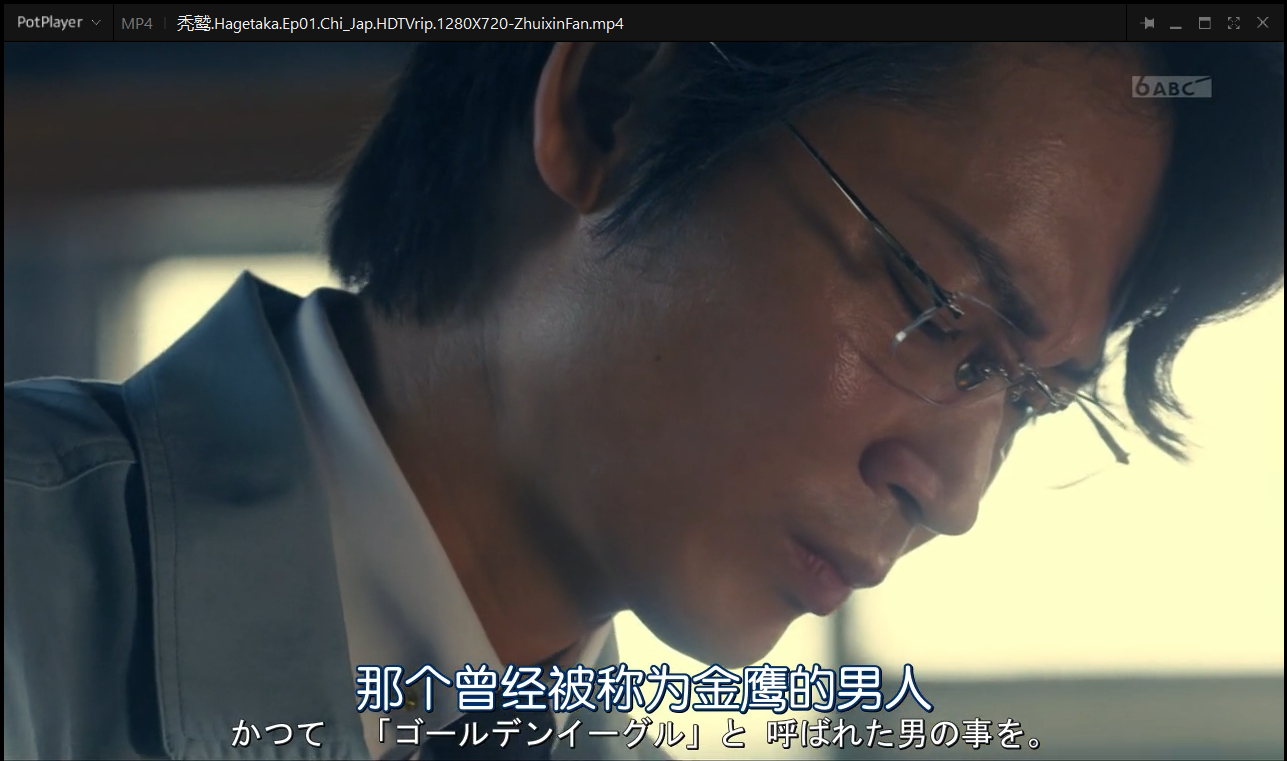 PotPlayer MP4 秃鹫.Hagetaka.Ep01.Chi_Jap.HDTVrip.1280X720-ZhuixinFan.mp4
6 ABC
那个曾经被称为金鹰的男人
かつて 「ゴールデンイーグル」と 呼ばれた男の事を。